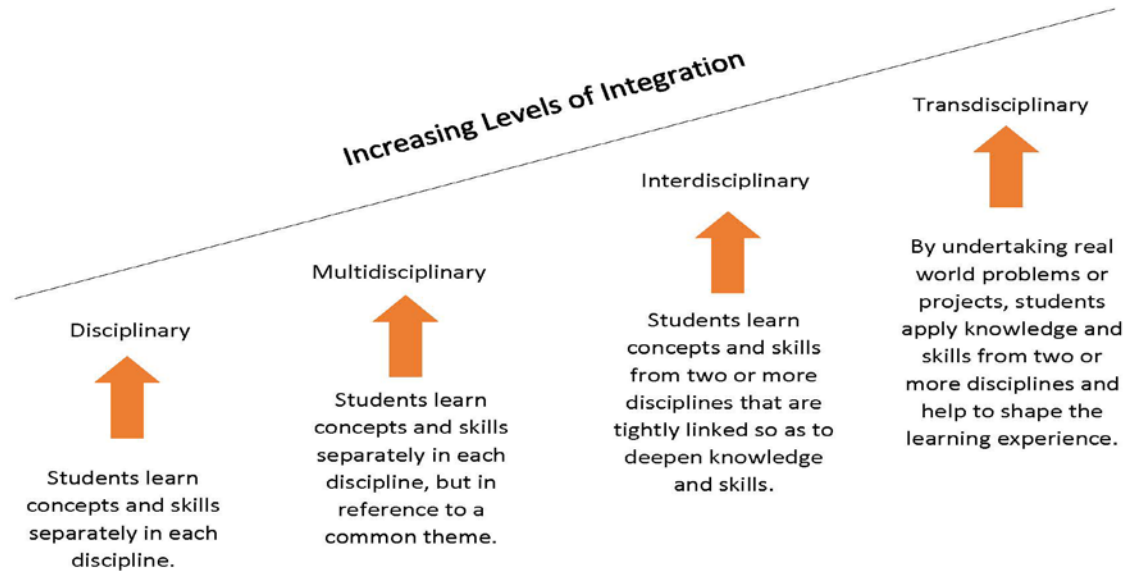 Increasing Levels of Integration
Disciplinary
Students learn
concepts and skills
separately in each
discipline.
Multidisciplinary
Students learn
concepts and skills
separately in each
discipline, but in
reference to a
common theme.
Interdisciplinary
Students learn
concepts and skills
from two or more
disciplines that are
tightly linked so as to
deepen knowledge
and skills.
Transdisciplinary
By undertaking real
world problems or
projects, students
apply knowledge and
skills from two or
more disciplines and
help to shape the
learning experience.